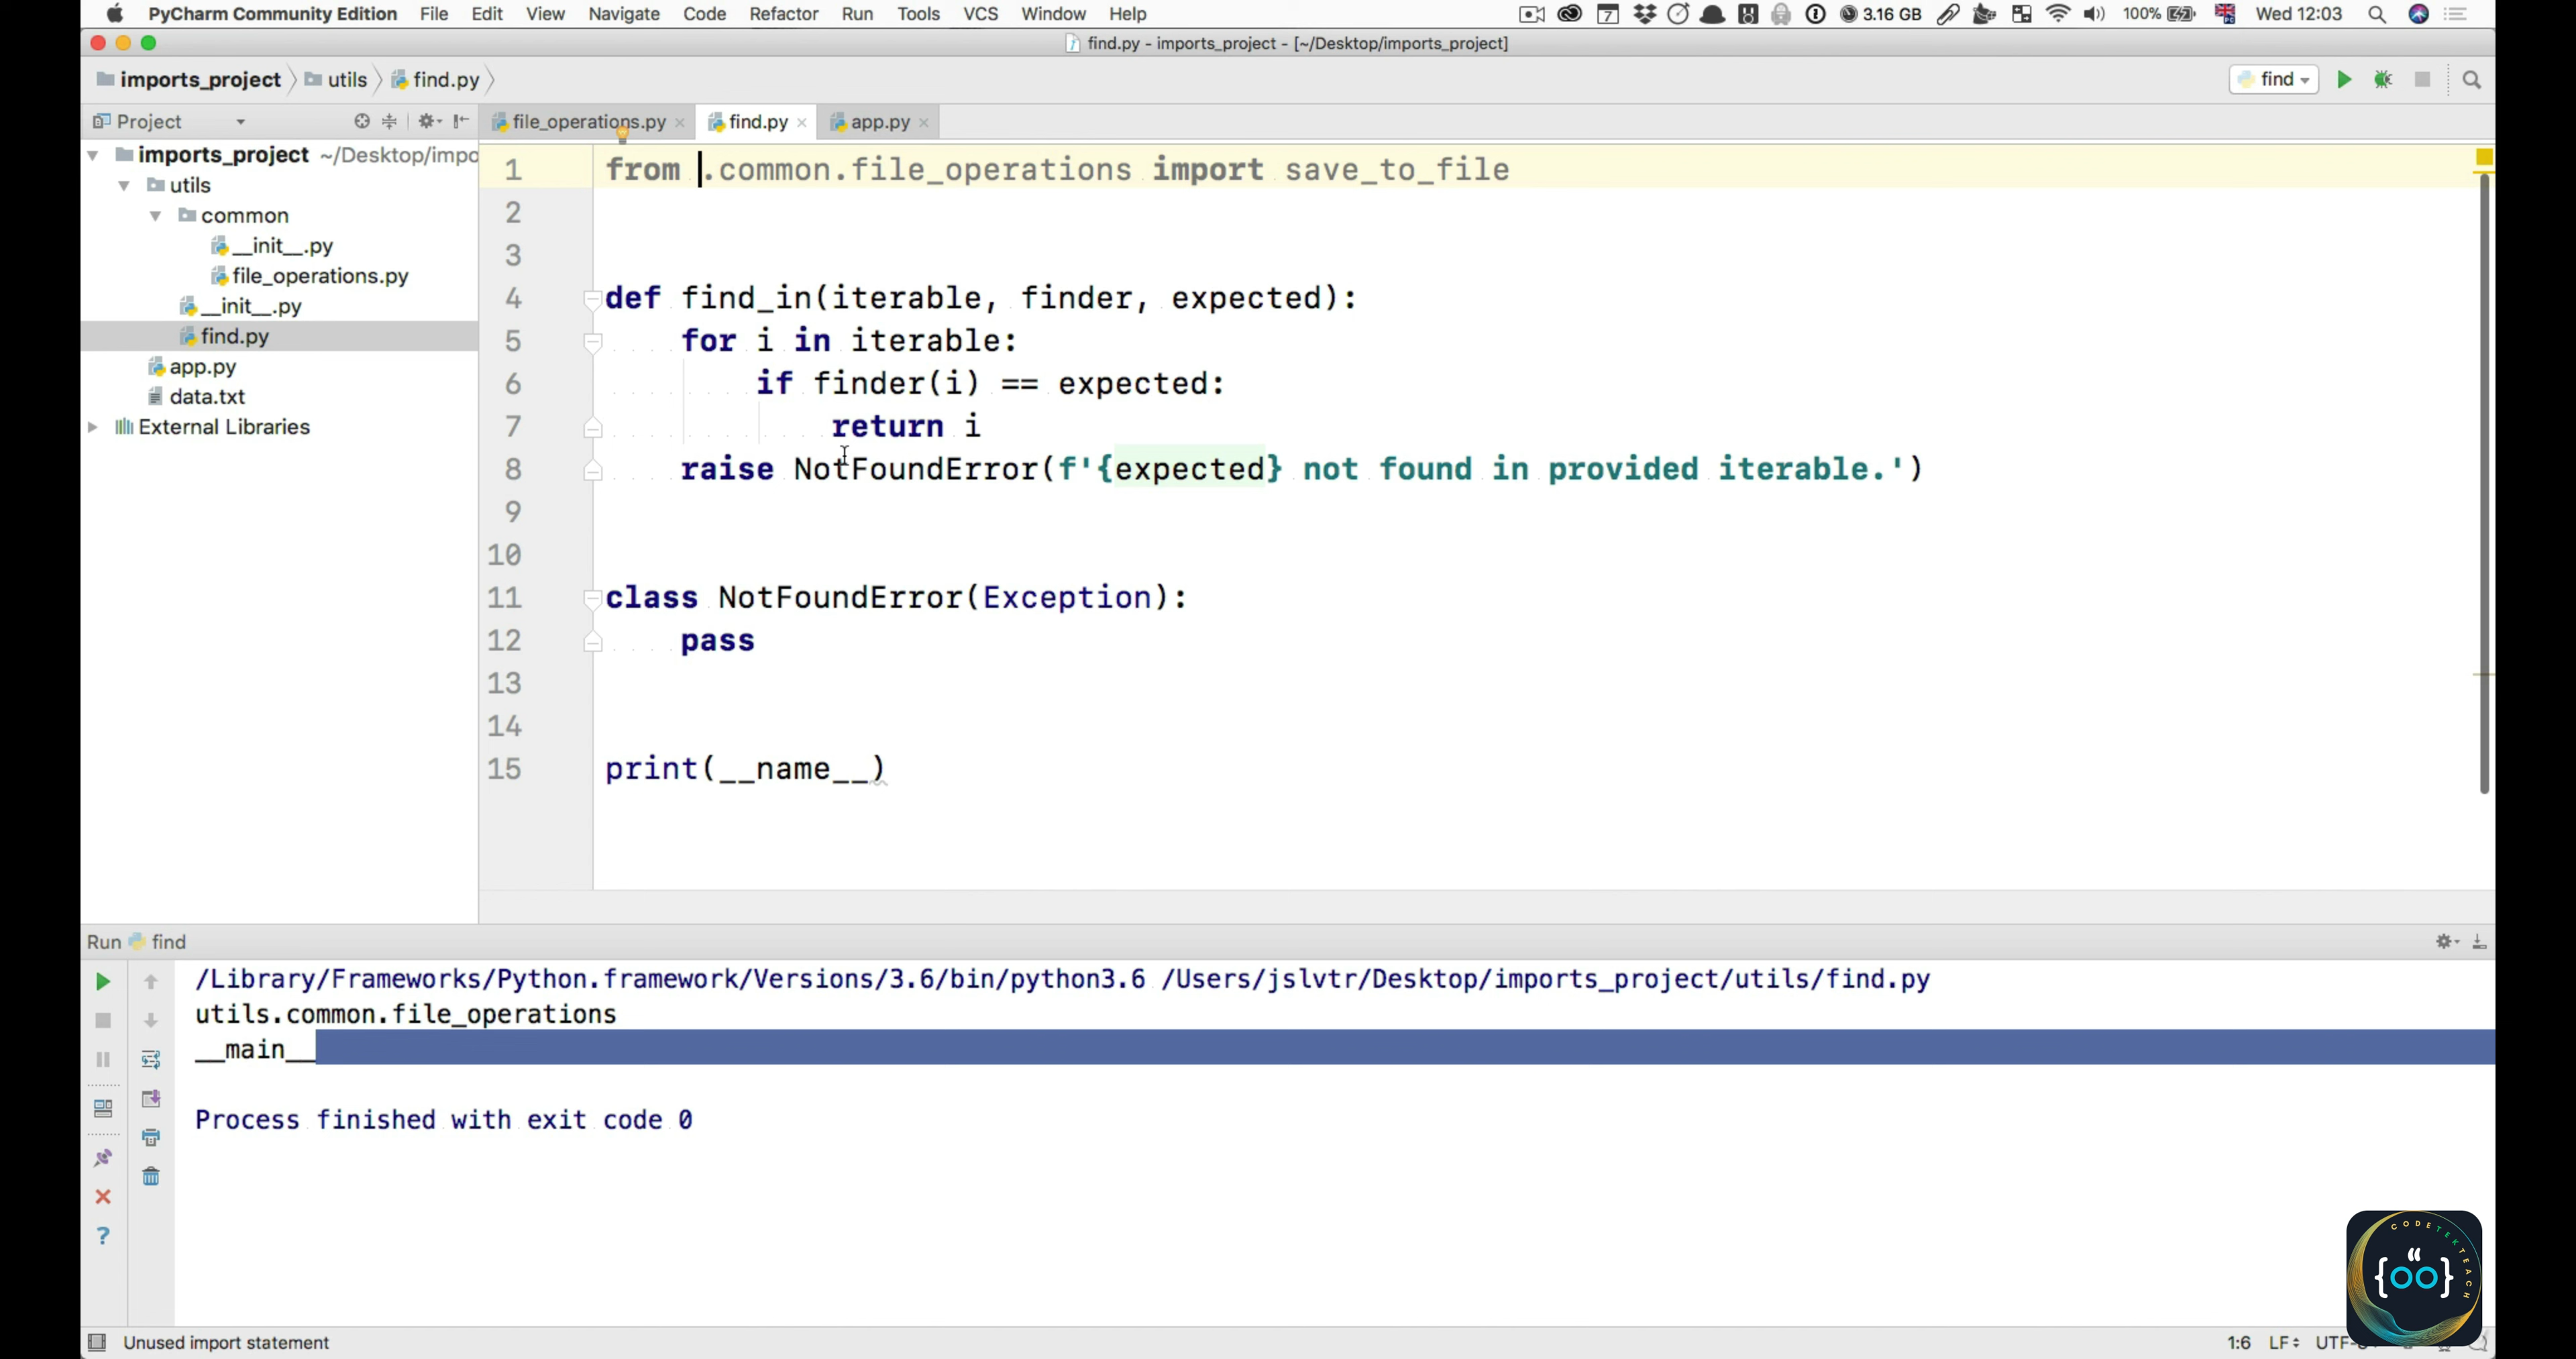 PyCharm Community Edition File Edit View Navigate Code Refactor Run Tools VCS Window Help 7 3.16 GB 100% Wed 12:03
find.py - imports_project - [~/Desktop/imports_project]
imports_project utils find.py find
Project file_operations.py find.py app.py
imports_project ~/Desktop/impo
utils
common
__init__.py
file_operations.py
__init__.py
find.py
app.py
data.txt
External Libraries
1 from .common.file_operations import save_to_file
2
3
4 def find_in(iterable, finder, expected):
5 for i in iterable:
6 if finder(i) == expected:
7 return i
8 raise NotFoundError(f'{expected} not found in provided iterable.')
9
10
11 class NotFoundError(Exception):
12 pass
13
14
15 print(__name__)
Run find
/Library/Frameworks/Python.framework/Versions/3.6/bin/python3.6 /Users/jslvtr/Desktop/imports_project/utils/find.py
utils.common.file_operations
__main__
Process finished with exit code 0
CODETEKTEACH
{oo}
Unused import statement 1:6 LF